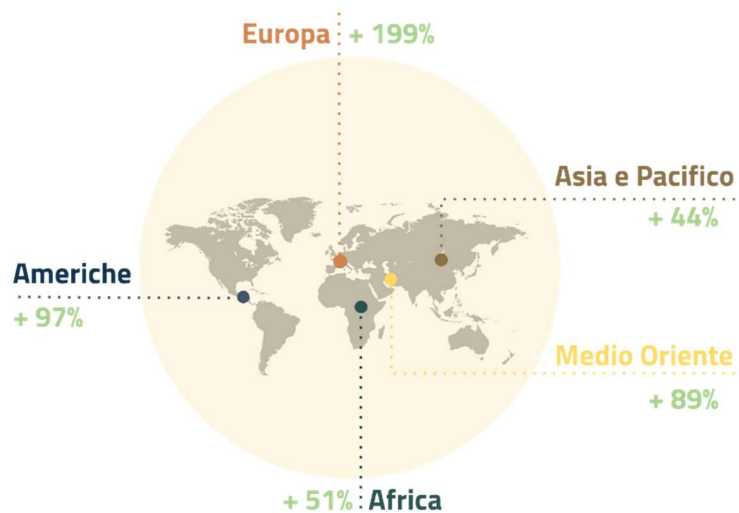 Europa + 199%
Asia e Pacifico
+ 44%
Americhe
+ 97%
Medio Oriente
+ 89%
+ 51% Africa